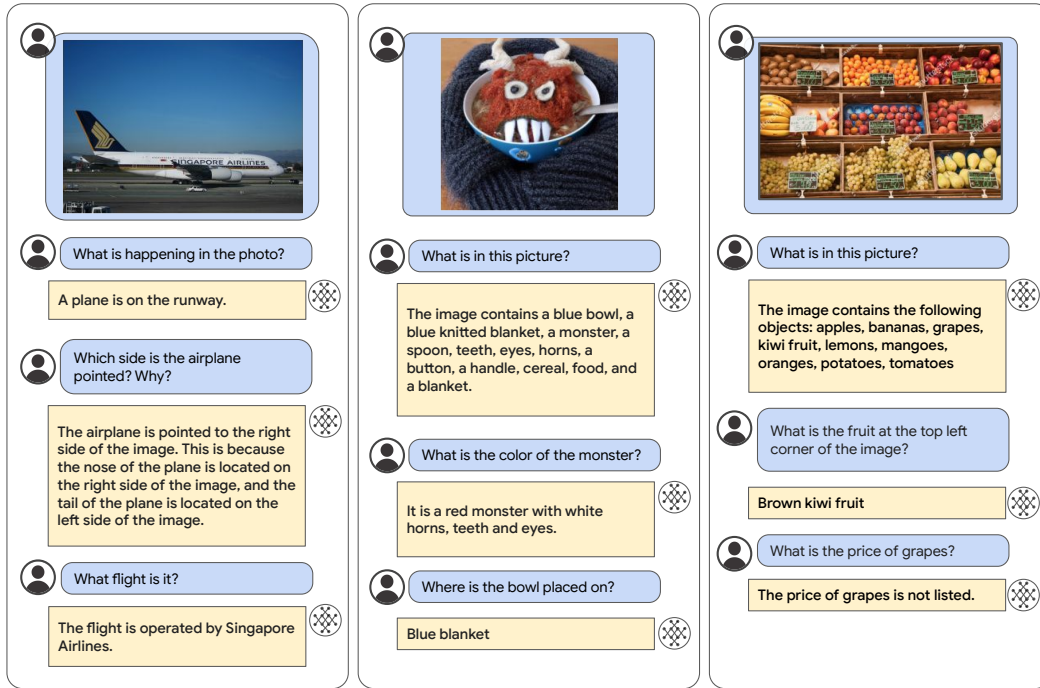 SINGAPORE AIRLINES
What is happening in the photo?
A plane is on the runway.
Which side is the airplane
pointed? Why?
The airplane is pointed to the right
side of the image. This is because
the nose of the plane is located on
the right side of the image, and the
tail of the plane is located on the
left side of the image.
What flight is it?
The flight is operated by Singapore
Airlines.
What is in this picture?
The image contains a blue bowl, a
blue knitted blanket, a monster, a
spoon, teeth, eyes, horns, a
button, a handle, cereal, food, and
a blanket.
What is the color of the monster?
It is a red monster with white
horns, teeth and eyes.
Where is the bowl placed on?
Blue blanket
What is in this picture?
The image contains the following
objects: apples, bananas, grapes,
kiwi fruit, lemons, mangoes,
oranges, potatoes, tomatoes
What is the fruit at the top left
corner of the image?
Brown kiwi fruit
What is the price of grapes?
The price of grapes is not listed.